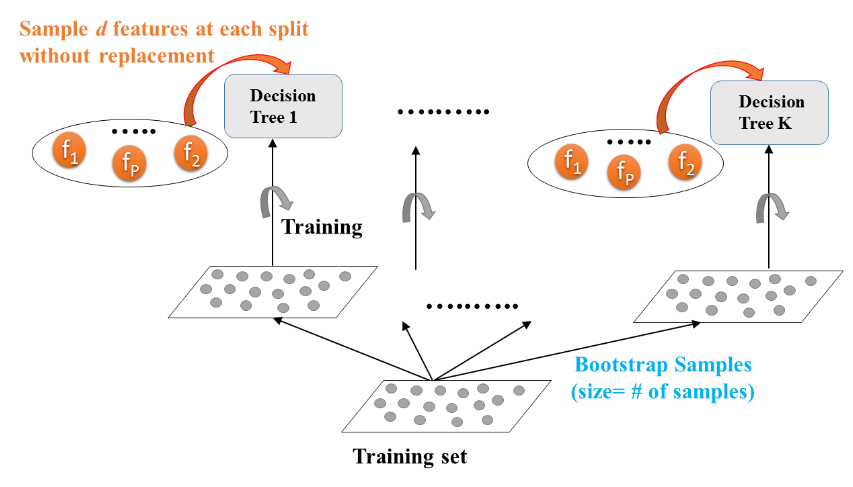 Sample d features at each split
without replacement
Decision
Tree 1
..........
Decision
Tree K
.....
f1
fP
f2
.....
f1
fP
f2
Training
..........
Bootstrap Samples
(size= # of samples)
Training set